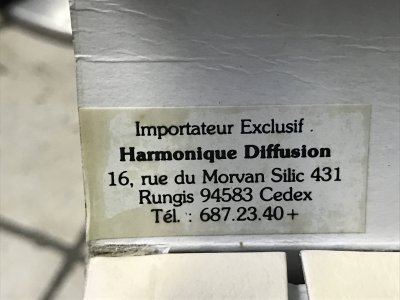 Importateur Exclusif .
Harmonique Diffusion
16, rue du Morvan Silic 431
Rungis 94583 Cedex
Tél. : 687.23.40+